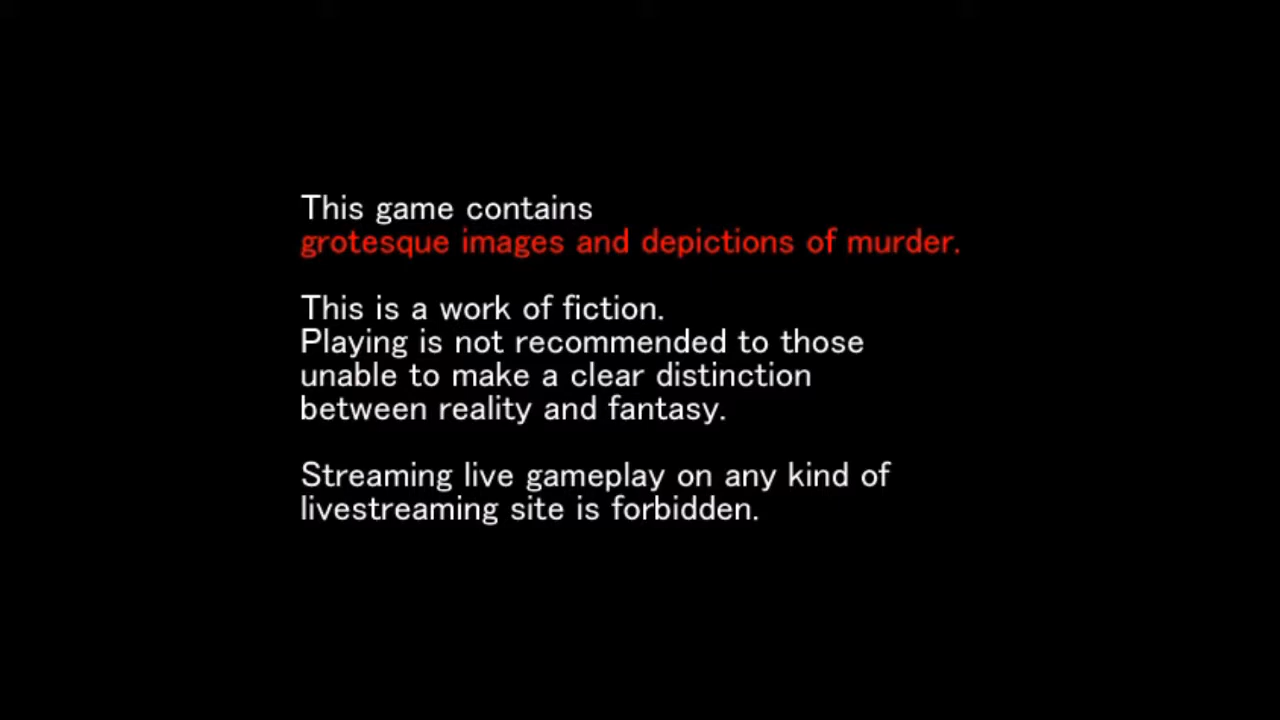 This game contains
grotesque images and depictions of murder.
This is a work of fiction.
Playing is not recommended to those
unable to make a clear distinction
between reality and fantasy.
Streaming live gameplay on any kind of
livestreaming site is forbidden.